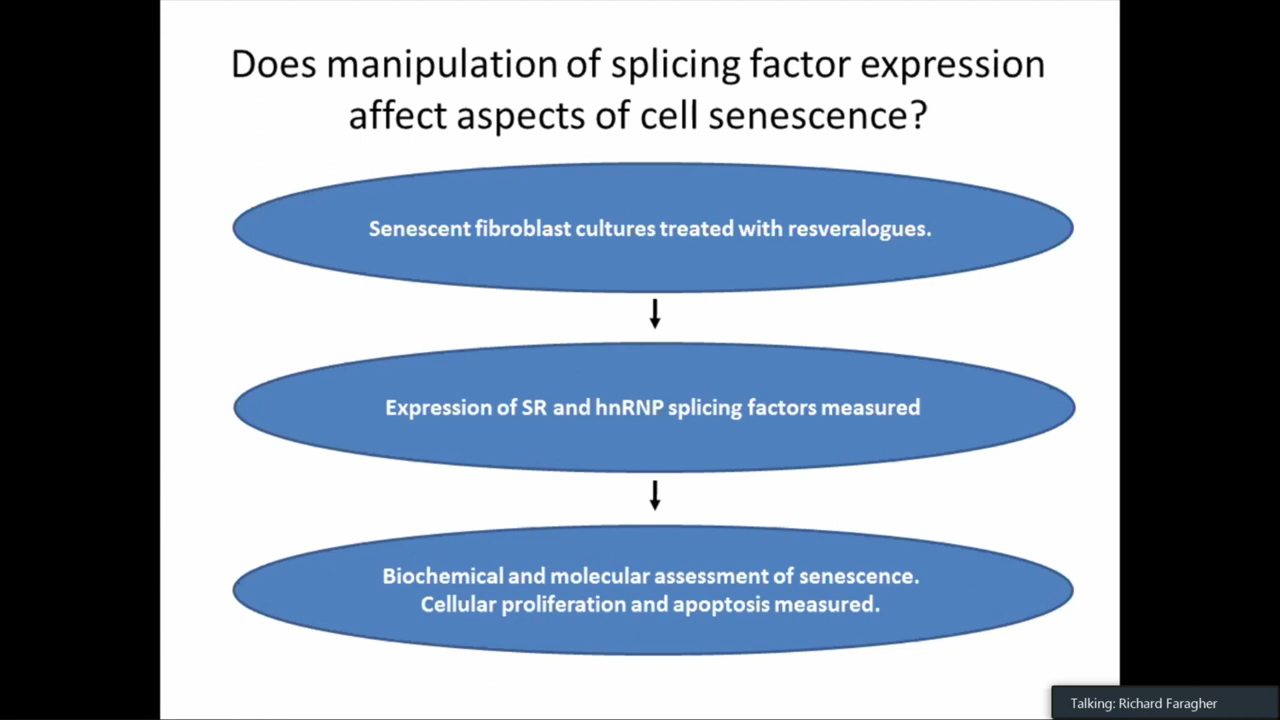 Does manipulation of splicing factor expression
affect aspects of cell senescence?
Senescent fibroblast cultures treated with resveralogues.
Expression of SR and hnRNP splicing factors measured
Biochemical and molecular assessment of senescence.
Cellular proliferation and apoptosis measured.
Talking: Richard Faragher